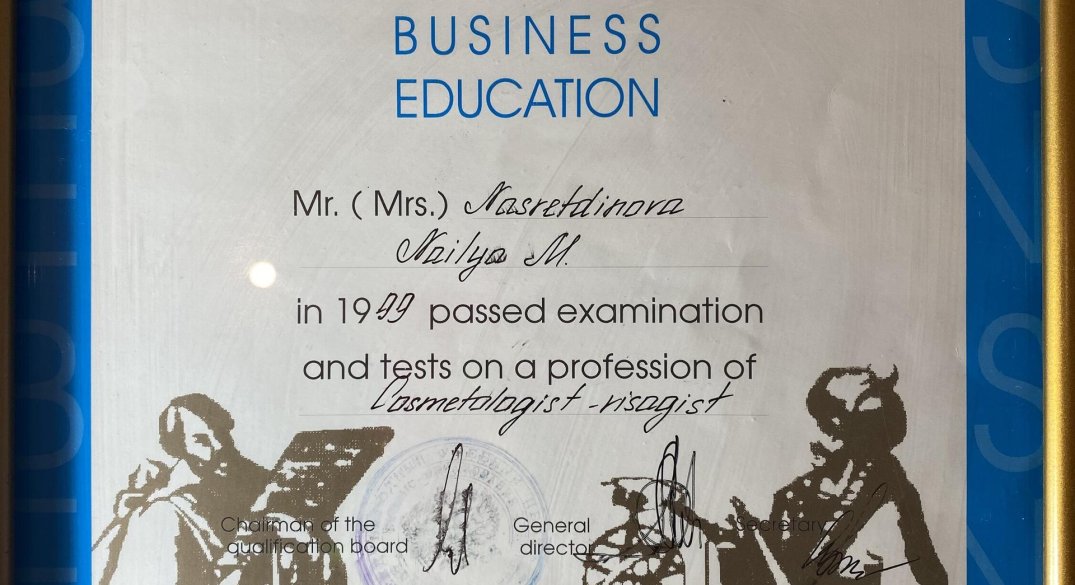 BUSINESS
EDUCATION
Mr. ( Mrs.) Nasretdinova
Nailya M.
in 1999 passed examination
and tests on a profession of
Cosmetologist-visagist
Chairman of the
qualification board
General
director
Secretary